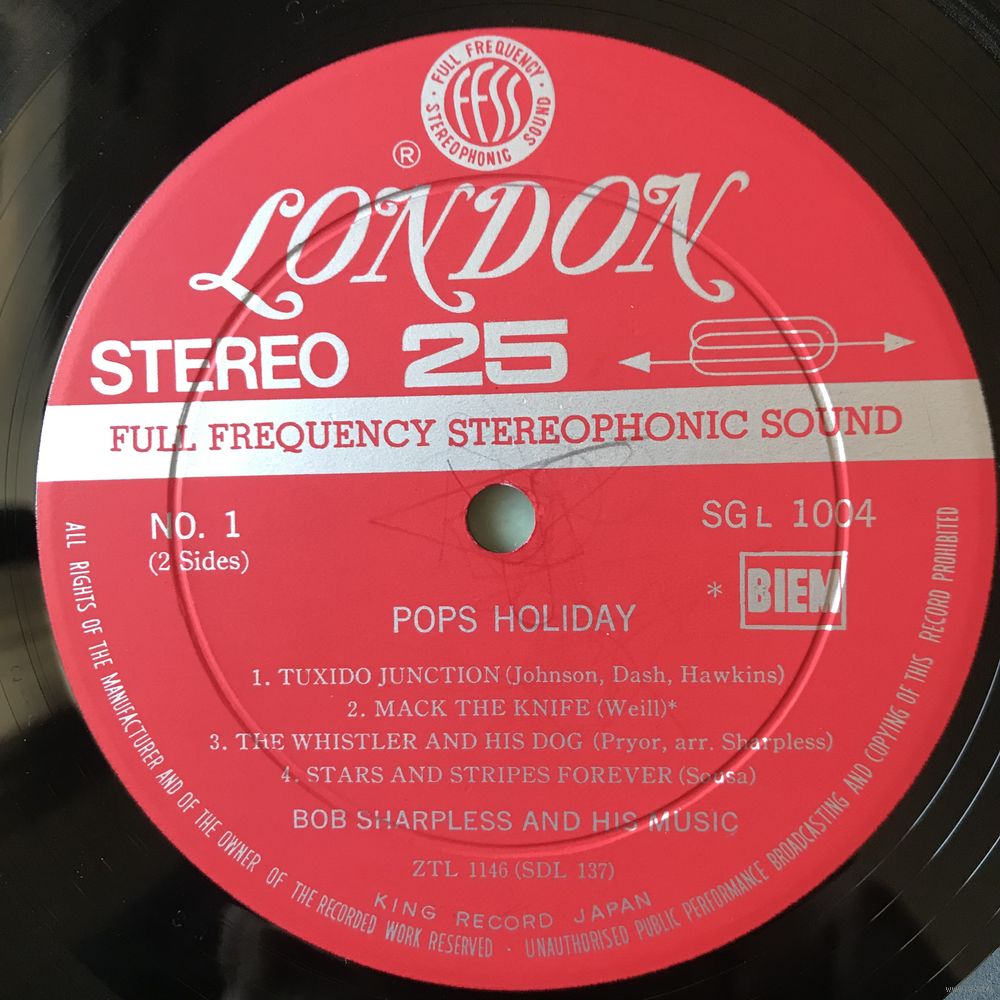 FULL FREQUENCY
FFSS
STEREOPHONIC SOUND
®
LONDON
STEREO 25
FULL FREQUENCY STEREOPHONIC SOUND
NO. 1
(2 Sides)
SGL 1004
* BIEM
POPS HOLIDAY
1. TUXIDO JUNCTION (Johnson, Dash, Hawkins)
2. MACK THE KNIFE (Weill)*
3. THE WHISTLER AND HIS DOG (Pryor, arr. Sharpless)
4. STARS AND STRIPES FOREVER (Sousa)
BOB SHARPLESS AND HIS MUSIC
ZTL 1146 (SDL 137)
KING RECORD JAPAN
ALL RIGHTS OF THE MANUFACTURER AND OF THE OWNER OF THE RECORDED WORK RESERVED · UNAUTHORISED PUBLIC PERFORMANCE BROADCASTING AND COPYING OF THIS RECORD PROHIBITED